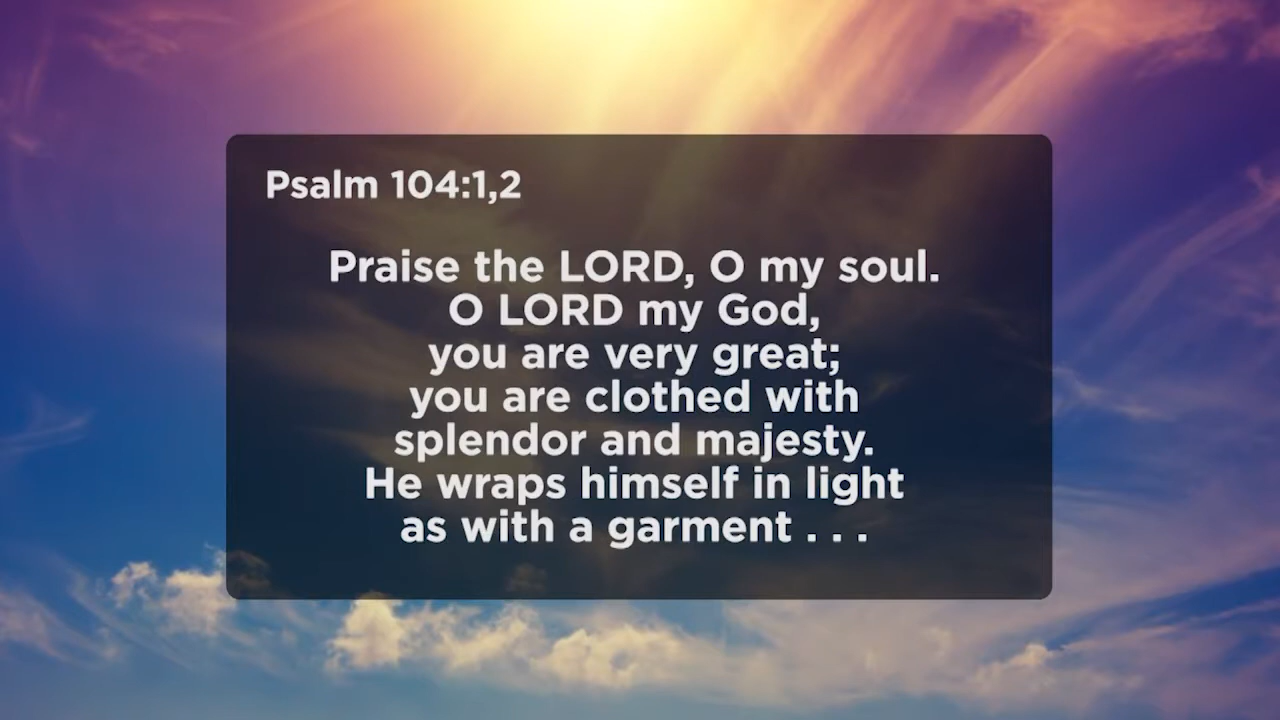 Psalm 104:1,2
Praise the LORD, O my soul.
O LORD my God,
you are very great;
you are clothed with
splendor and majesty.
He wraps himself in light
as with a garment . . .